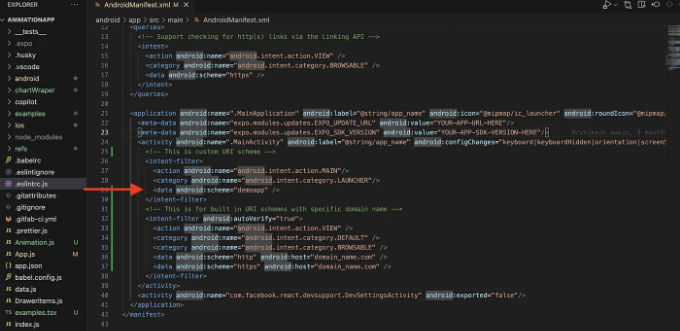 EXPLORER
AndroidManifest.xml M ×
ANIMATIONAPP
android > app > src > main > AndroidManifest.xml
__tests__
.expo
.husky
.vscode
android
chartWraper
copilot
examples
ios
node_modules
refs
.babelrc
.eslintignore
.eslintrc.js
.gitattributes
.gitignore
.gitlab-ci.yml
.prettier.js
Animation.js U
App.js M
app.json
babel.config.js
data.js
DraweItems.js
examples.tsx U
index.js
12 <queries>
13 <!-- Support checking for http(s) links via the Linking API -->
14 <intent>
15 <action android:name="android.intent.action.VIEW" />
16 <category android:name="android.intent.category.BROWSABLE" />
17 <data android:scheme="https" />
18 </intent>
19 </queries>
20
21 <application android:name=".MainApplication" android:label="@string/app_name" android:icon="@mipmap/ic_launcher" android:roundIcon="@mipmap,
22 <meta-data android:name="expo.modules.updates.EXPO_UPDATE_URL" android:value="YOUR-APP-URL-HERE"/>
23 <meta-data android:name="expo.modules.updates.EXPO_SDK_VERSION" android:value="YOUR-APP-SDK-VERSION-HERE"/>
24 <activity android:name=".MainActivity" android:label="@string/app_name" android:configChanges="keyboard|keyboardHidden|orientation|screen
25 <!-- This is custom URI scheme -->
26 <intent-filter>
27 <action android:name="android.intent.action.MAIN"/>
28 <category android:name="android.intent.category.LAUNCHER"/>
29 <data android:scheme="demoapp" />
30 </intent-filter>
31 <!-- This is for built in URI schemes with specific domain name -->
32 <intent-filter android:autoVerify="true">
33 <action android:name="android.intent.action.VIEW" />
34 <category android:name="android.intent.category.DEFAULT" />
35 <category android:name="android.intent.category.BROWSABLE" />
36 <data android:scheme="http" android:host="domain_name.com" />
37 <data android:scheme="https" android:host="domain_name.com" />
38 </intent-filter>
39 </activity>
40 <activity android:name="com.facebook.react.devsupport.DevSettingsActivity" android:exported="false"/>
41 </application>
42 </manifest>